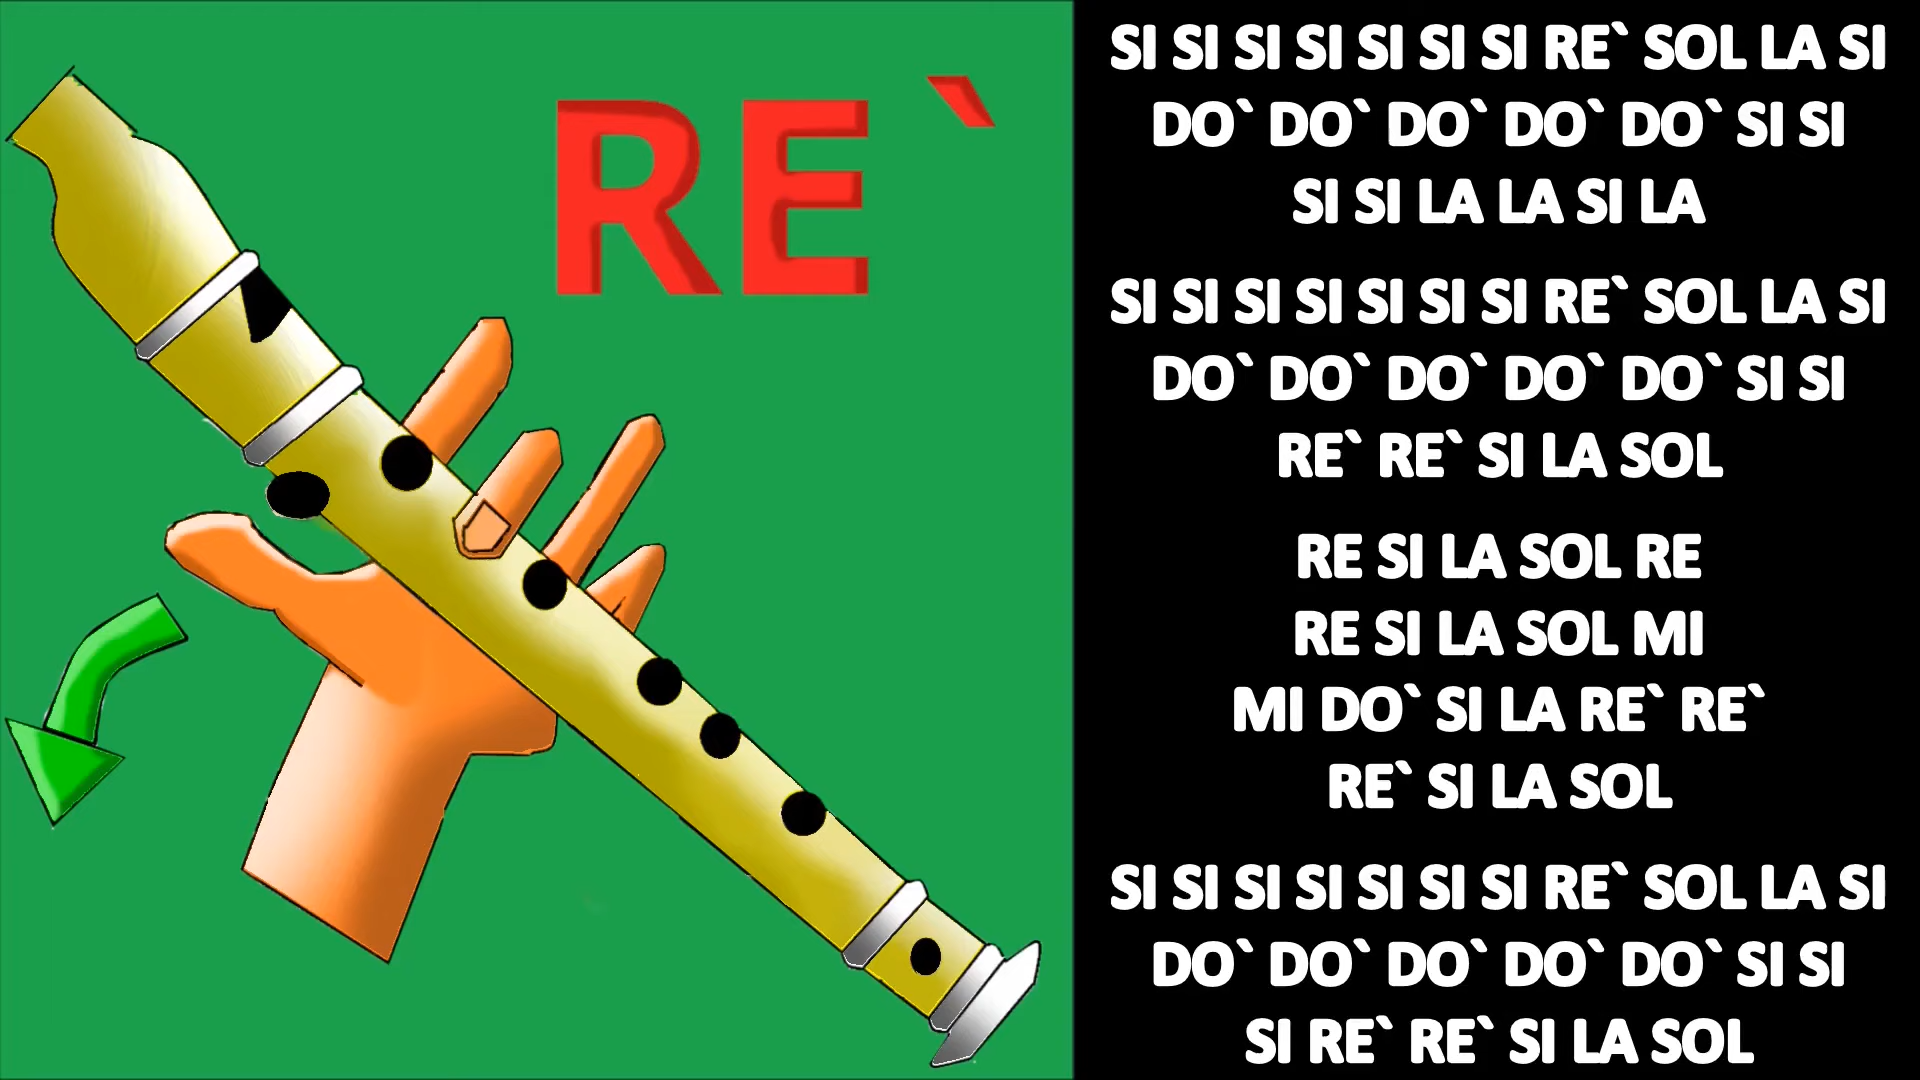 RE`
SI SI SI SI SI SI SI RE` SOL LA SI
DO` DO` DO` DO` DO` SI SI
SI SI LA LA SI LA
SI SI SI SI SI SI SI RE` SOL LA SI
DO` DO` DO` DO` DO` SI SI
RE` RE` SI LA SOL
RE SI LA SOL RE
RE SI LA SOL MI
MI DO` SI LA RE` RE`
RE` SI LA SOL
SI SI SI SI SI SI SI RE` SOL LA SI
DO` DO` DO` DO` DO` SI SI
SI RE` RE` SI LA SOL